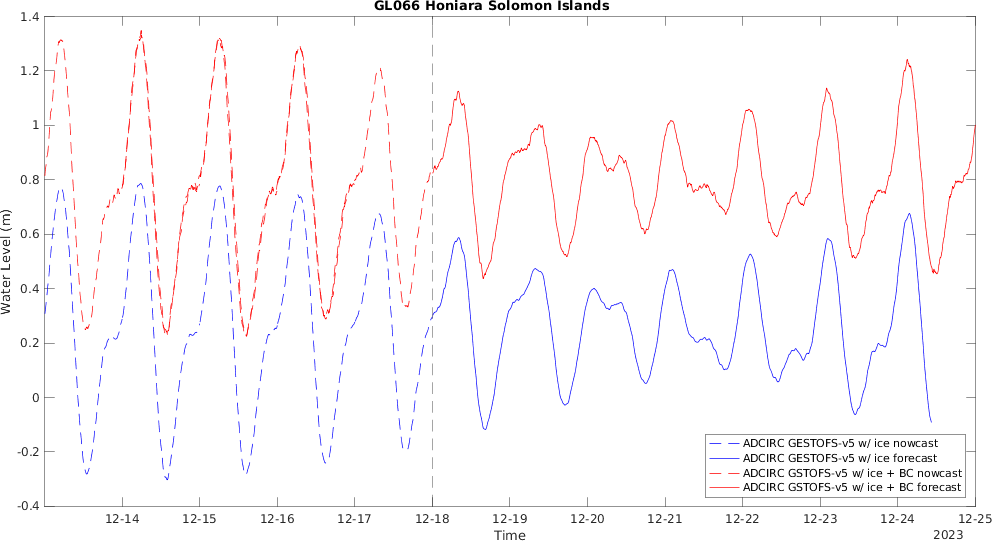 GL066 Honiara Solomon Islands
1.4
1.2
1
0.8
0.6
0.4
0.2
0
-0.2
-0.4
Water Level (m)
ADCIRC GESTOFS-v5 w/ ice nowcast
ADCIRC GESTOFS-v5 w/ ice forecast
ADCIRC GSTOFS-v5 w/ ice + BC nowcast
ADCIRC GSTOFS-v5 w/ ice + BC forecast
12-14 12-15 12-16 12-17 12-18 12-19 12-20 12-21 12-22 12-23 12-24 12-25
Time 2023